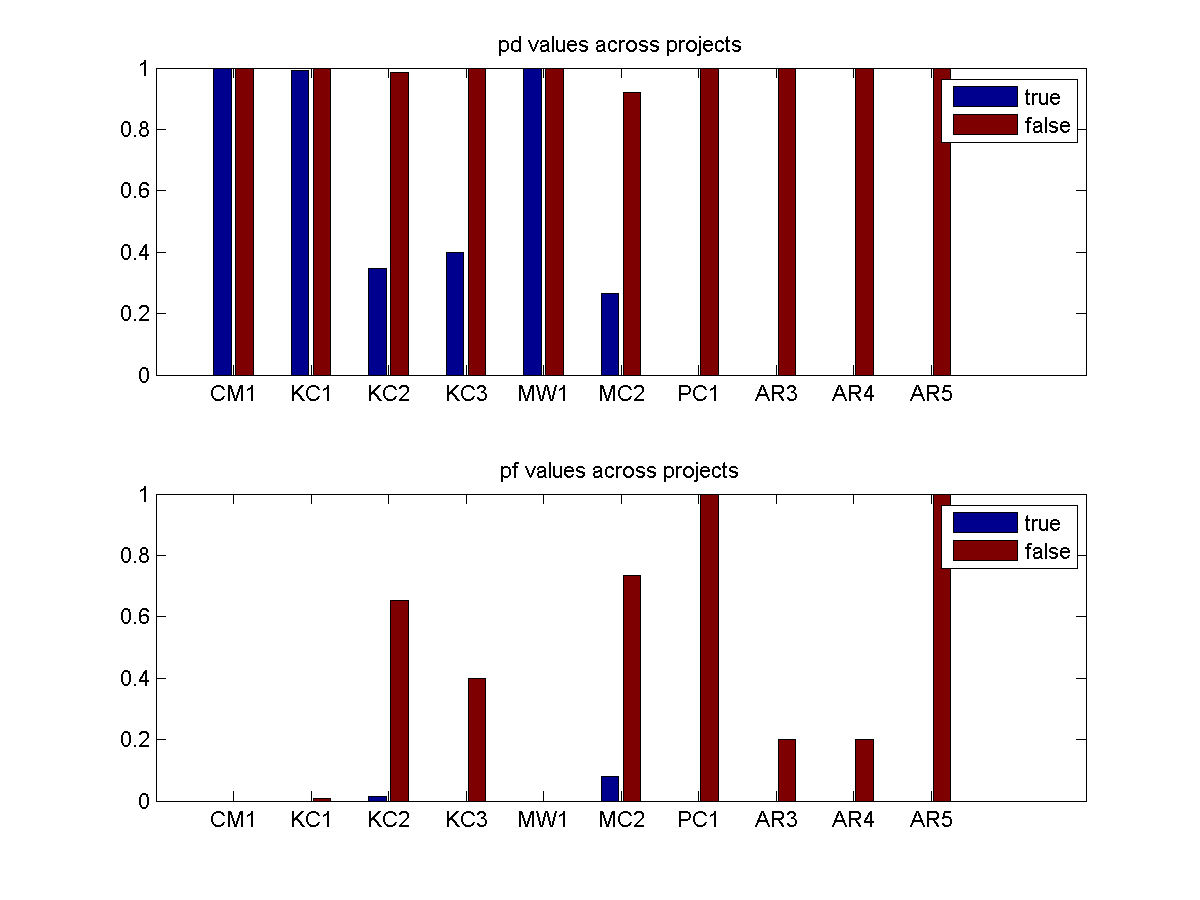 pd values across projects
1
0.8
0.6
0.4
0.2
0
true
false
CM1 KC1 KC2 KC3 MW1 MC2 PC1 AR3 AR4 AR5
pf values across projects
1
0.8
0.6
0.4
0.2
0
true
false
CM1 KC1 KC2 KC3 MW1 MC2 PC1 AR3 AR4 AR5